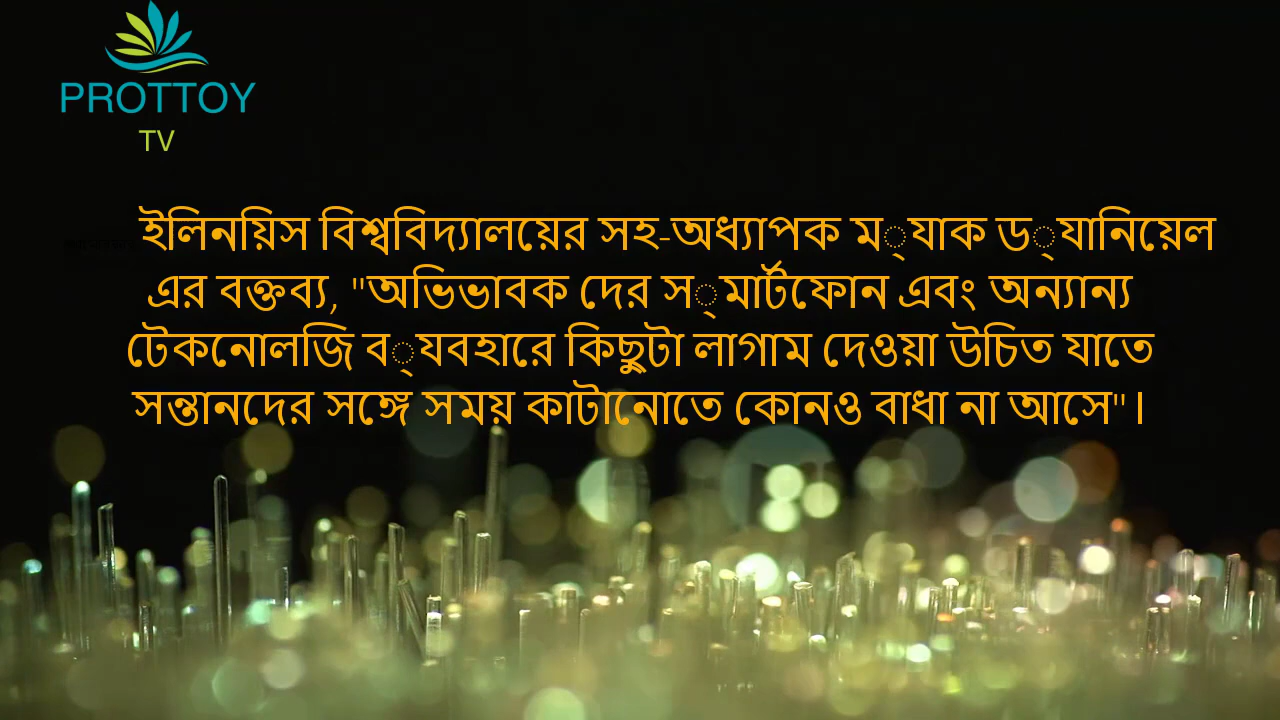 PROTTOY
TV
ইলিনয়িস বিশ্ববিদ্যালয়ের সহ-অধ্যাপক ম্যাক ড্যানিয়েল
এর বক্তব্য, "অভিভাবক দের স্মার্টফোন এবং অন্যান্য
টেকনোলজি ব্যবহারে কিছুটা লাগাম দেওয়া উচিত যাতে
সন্তানদের সঙ্গে সময় কাটানোতে কোনও বাধা না আসে"।